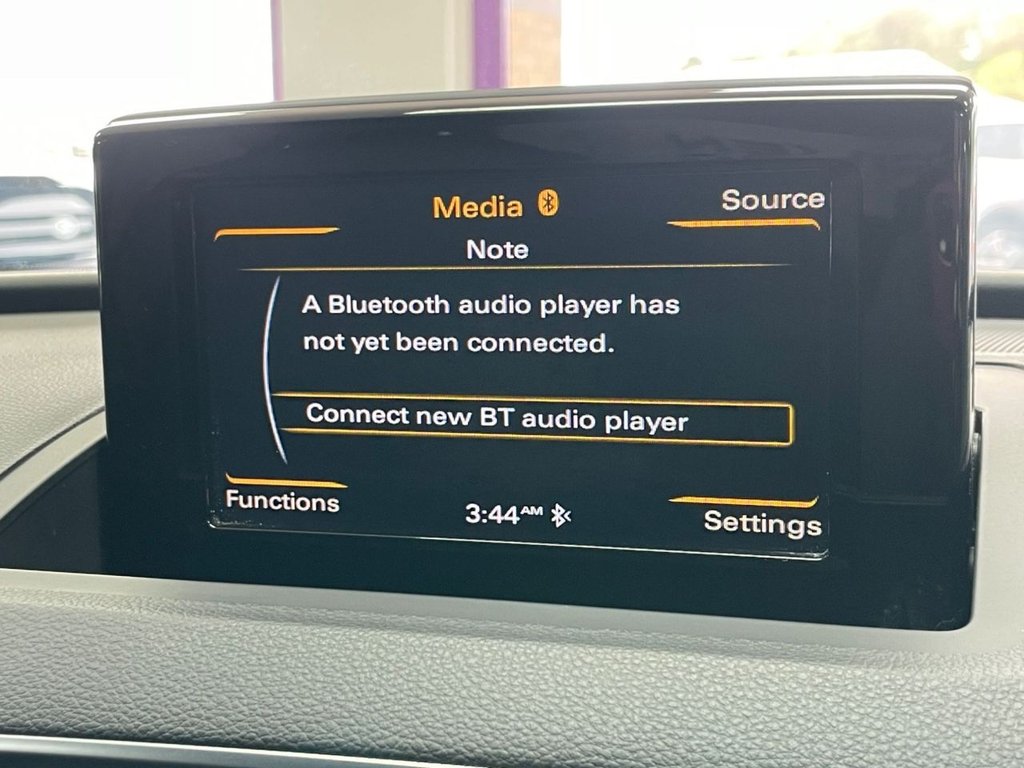 Media
Source
Note
A Bluetooth audio player has
not yet been connected.
Connect new BT audio player
Functions
3:44AM
Settings